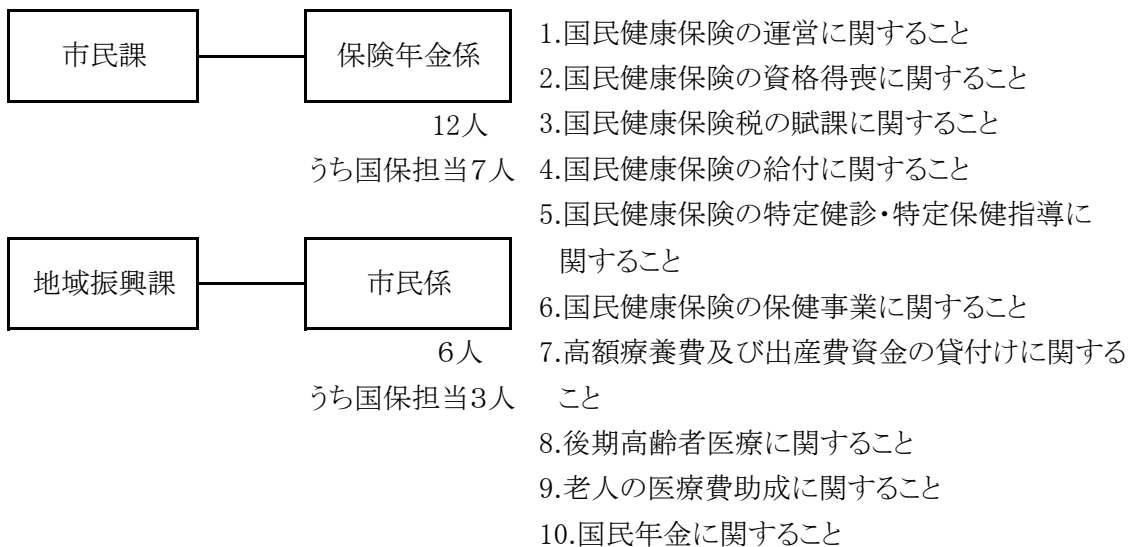 市民課
保険年金係
12人
うち国保担当7人
地域振興課
市民係
6人
うち国保担当3人
1.国民健康保険の運営に関すること
2.国民健康保険の資格得喪に関すること
3.国民健康保険税の賦課に関すること
4.国民健康保険の給付に関すること
5.国民健康保険の特定健診・特定保健指導に
関すること
6.国民健康保険の保健事業に関すること
7.高額療養費及び出産費資金の貸付けに関する
こと
8.後期高齢者医療に関すること
9.老人の医療費助成に関すること
10.国民年金に関すること